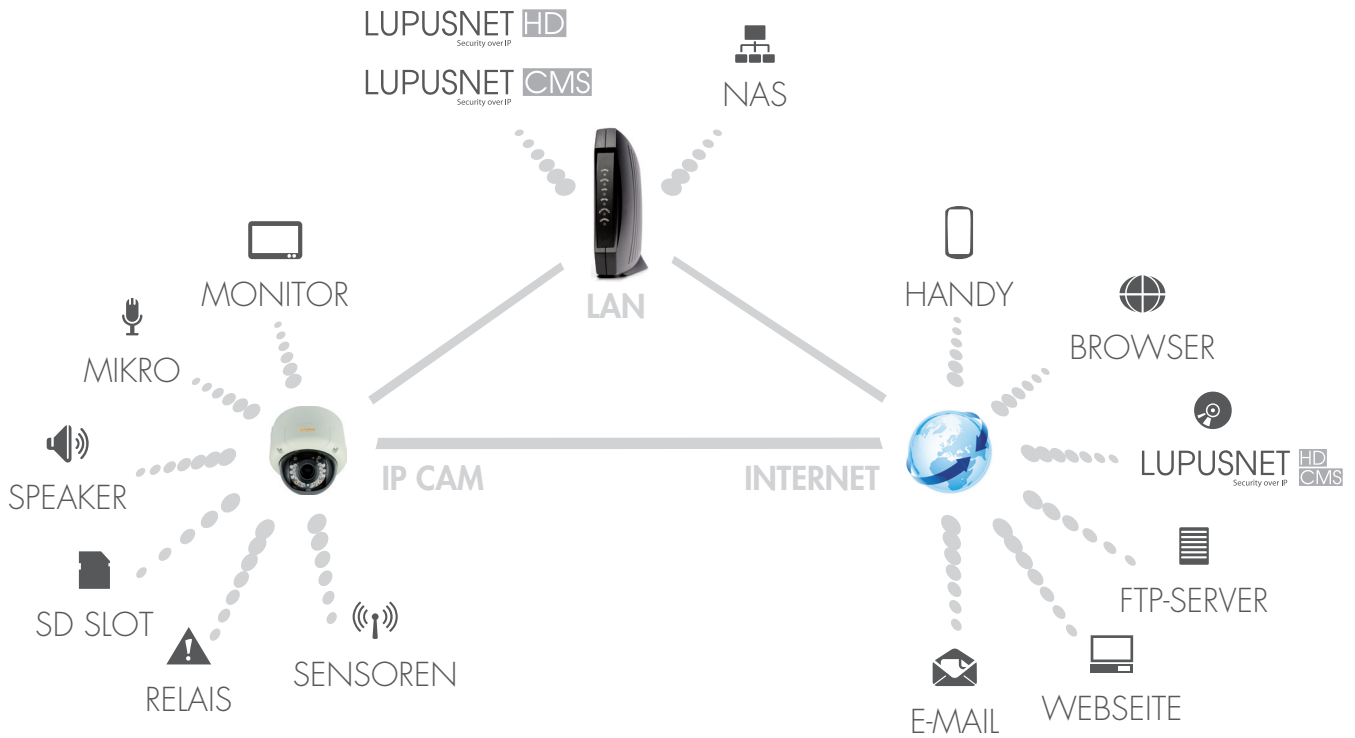 LUPUSNET HD
Security over IP
LUPUSNET CMS
Security over IP
NAS
LAN
MONITOR
MIKRO
SPEAKER
SD SLOT
RELAIS
SENSOREN
IP CAM
INTERNET
HANDY
BROWSER
LUPUSNET HD CMS
Security over IP
FTP-SERVER
WEBSEITE
E-MAIL